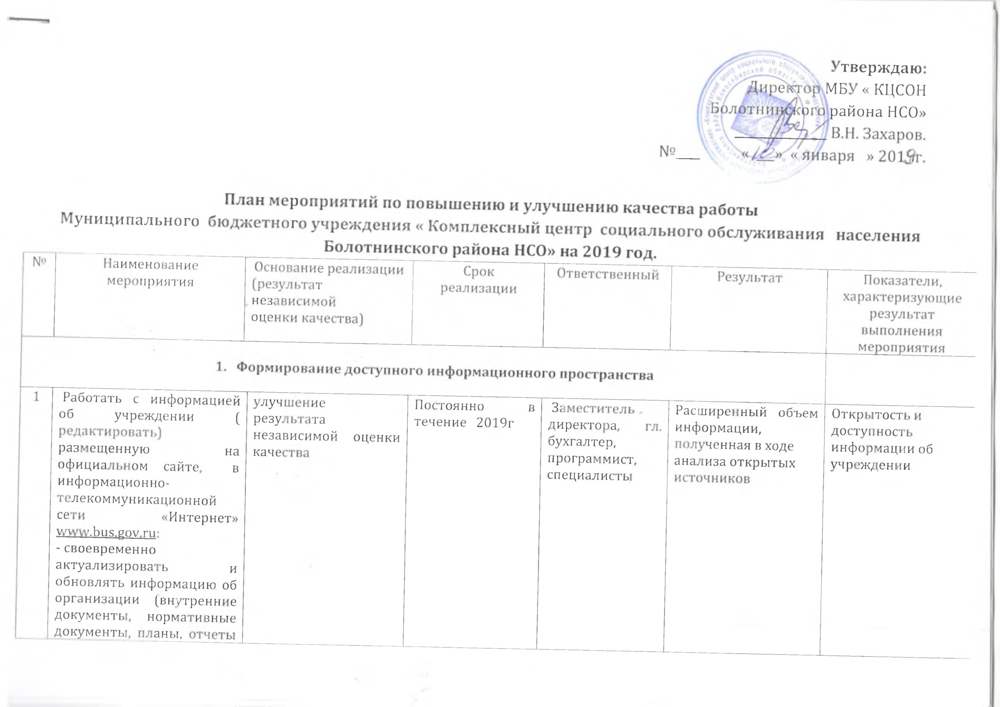 Утверждаю:
Директор МБУ « КЦСОН
Болотнинского района НСО»
В.Н. Захаров.
№___ «10» « января » 2019г.
План мероприятий по повышению и улучшению качества работы
Муниципального бюджетного учреждения « Комплексный центр социального обслуживания населения
Болотнинского района НСО» на 2019 год.
№
Наименование
мероприятия
Основание реализации
(результат
независимой
оценки качества)
Срок
реализации
Ответственный
Результат
Показатели,
характеризующие
результат
выполнения
мероприятия
1. Формирование доступного информационного пространства
1
Работать с информацией
об учреждении (
редактировать)
размещенную на
официальном сайте, в
информационно-
телекоммуникационной
сети «Интернет»
www.bus.gov.ru:
- своевременно
актуализировать и
обновлять информацию об
организации (внутренние
документы, нормативные
документы, планы, отчеты
улучшение
результата
независимой оценки
качества
Постоянно в
течение 2019г
Заместитель
директора, гл.
бухгалтер,
программист,
специалисты
Расширенный объем
информации,
полученная в ходе
анализа открытых
источников
Открытость и
доступность
информации об
учреждении